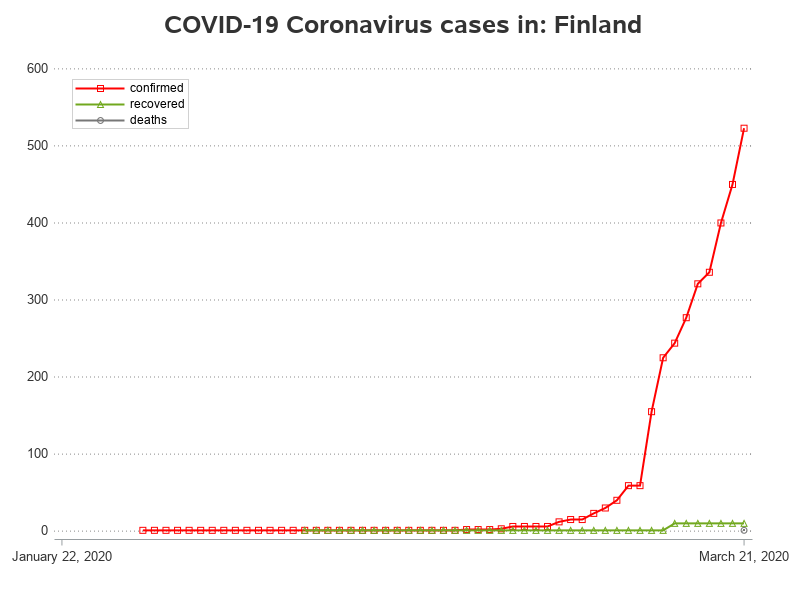 COVID-19 Coronavirus cases in: Finland
600
confirmed
recovered
deaths
500
400
300
200
100
0
January 22, 2020
March 21, 2020